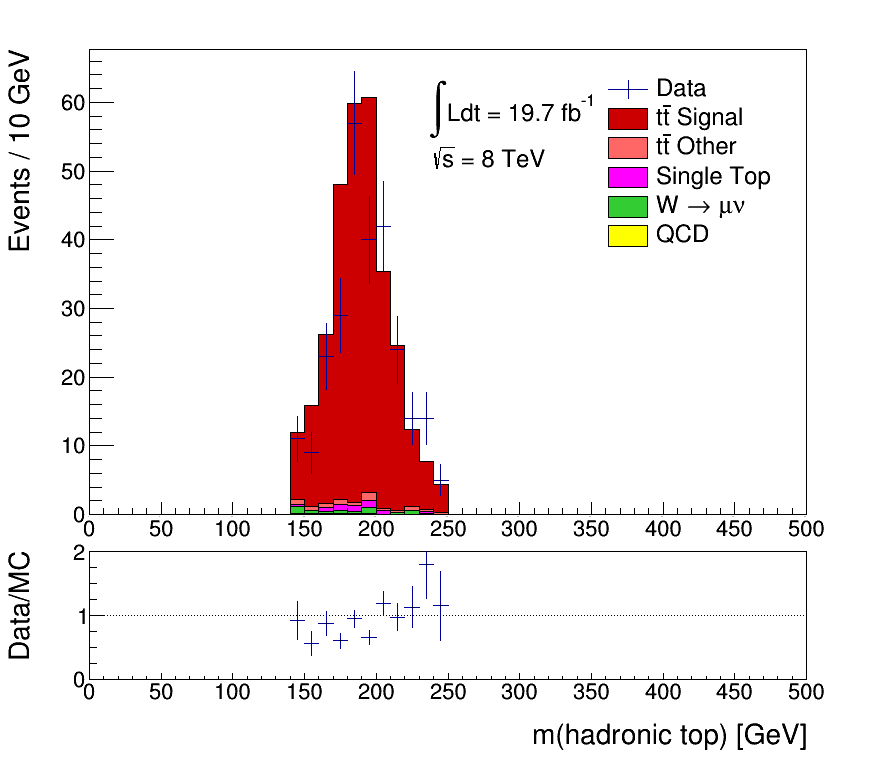 Events / 10 GeV
60
50
40
30
20
10
0
∫Ldt = 19.7 fb⁻¹
√s = 8 TeV
Data
tt̄ Signal
tt̄ Other
Single Top
W → μν
QCD
0 50 100 150 200 250 300 350 400 450 500
Data/MC
2
1
0
0 50 100 150 200 250 300 350 400 450 500
m(hadronic top) [GeV]